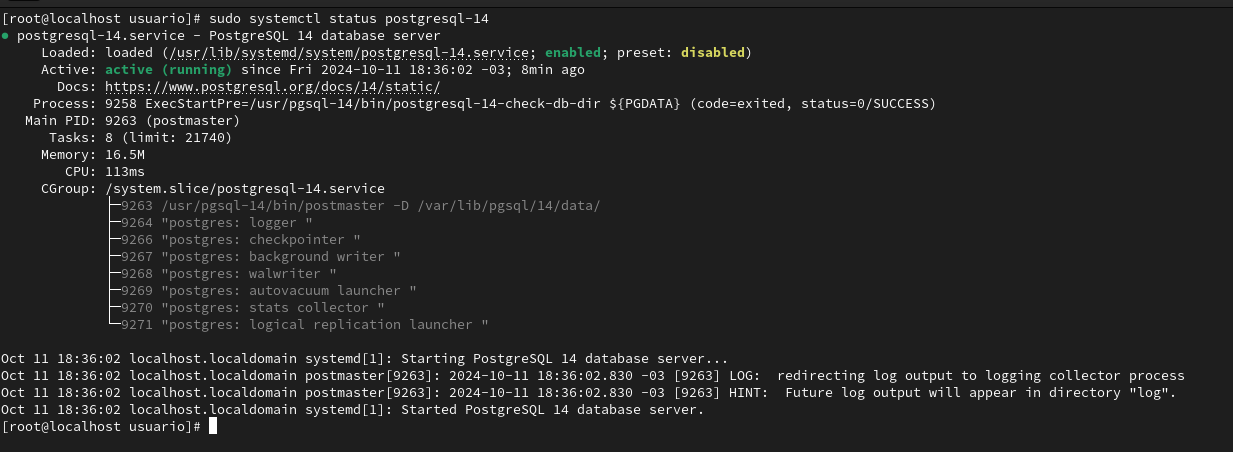 [root@localhost usuario]# sudo systemctl status postgresql-14
● postgresql-14.service - PostgreSQL 14 database server
     Loaded: loaded (/usr/lib/systemd/system/postgresql-14.service; enabled; preset: disabled)
     Active: active (running) since Fri 2024-10-11 18:36:02 -03; 8min ago
       Docs: https://www.postgresql.org/docs/14/static/
    Process: 9258 ExecStartPre=/usr/pgsql-14/bin/postgresql-14-check-db-dir ${PGDATA} (code=exited, status=0/SUCCESS)
   Main PID: 9263 (postmaster)
      Tasks: 8 (limit: 21740)
     Memory: 16.5M
        CPU: 113ms
     CGroup: /system.slice/postgresql-14.service
             ├─9263 /usr/pgsql-14/bin/postmaster -D /var/lib/pgsql/14/data/
             ├─9264 "postgres: logger "
             ├─9266 "postgres: checkpointer "
             ├─9267 "postgres: background writer "
             ├─9268 "postgres: walwriter "
             ├─9269 "postgres: autovacuum launcher "
             ├─9270 "postgres: stats collector "
             └─9271 "postgres: logical replication launcher "

Oct 11 18:36:02 localhost.localdomain systemd[1]: Starting PostgreSQL 14 database server...
Oct 11 18:36:02 localhost.localdomain postmaster[9263]: 2024-10-11 18:36:02.830 -03 [9263] LOG:  redirecting log output to logging collector process
Oct 11 18:36:02 localhost.localdomain postmaster[9263]: 2024-10-11 18:36:02.830 -03 [9263] HINT:  Future log output will appear in directory "log".
Oct 11 18:36:02 localhost.localdomain systemd[1]: Started PostgreSQL 14 database server.
[root@localhost usuario]#